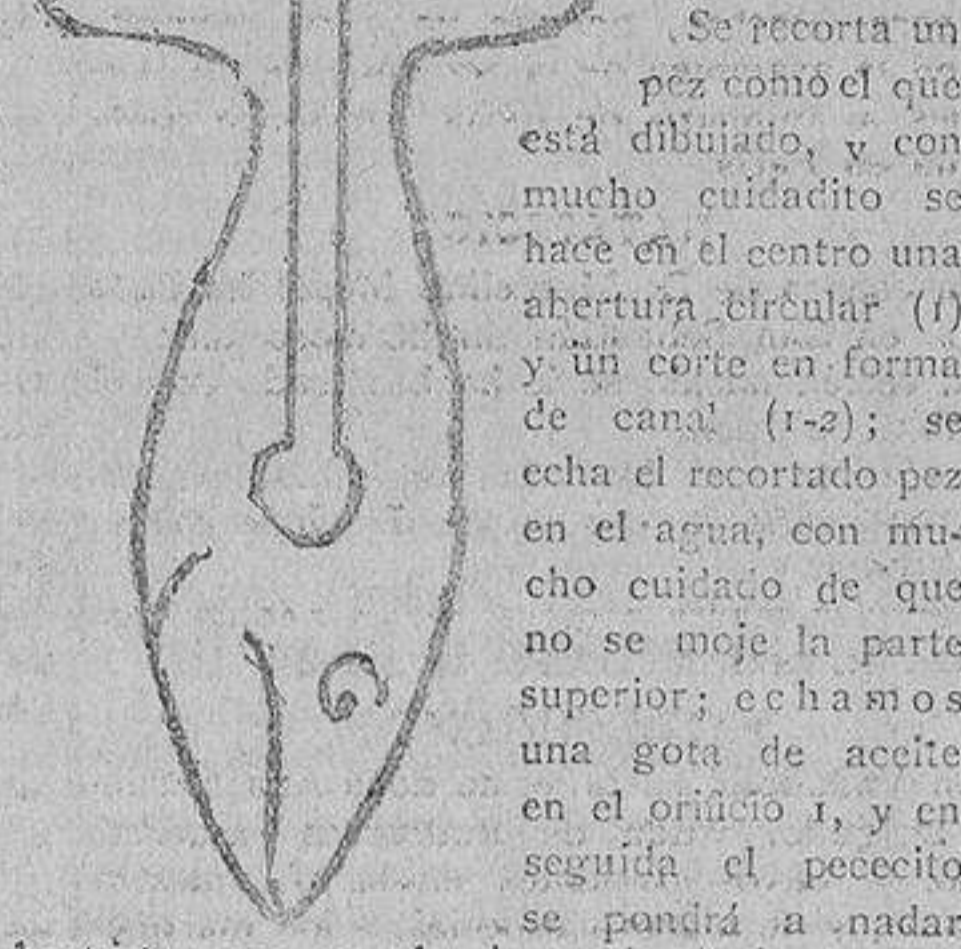 Se recorta un
pez como el que
está dibujado, y con
mucho cuidadito se
hace en el centro una
abertura circular (1)
y un corte en forma
de canal (1-2); se
echa el recortado pez
en el agua, con mu-
cho cuidado de que
no se moje la parte
superior; echamos
una gota de aceite
en el orificio 1, y en
seguida el pececito
se pondrá a nadar